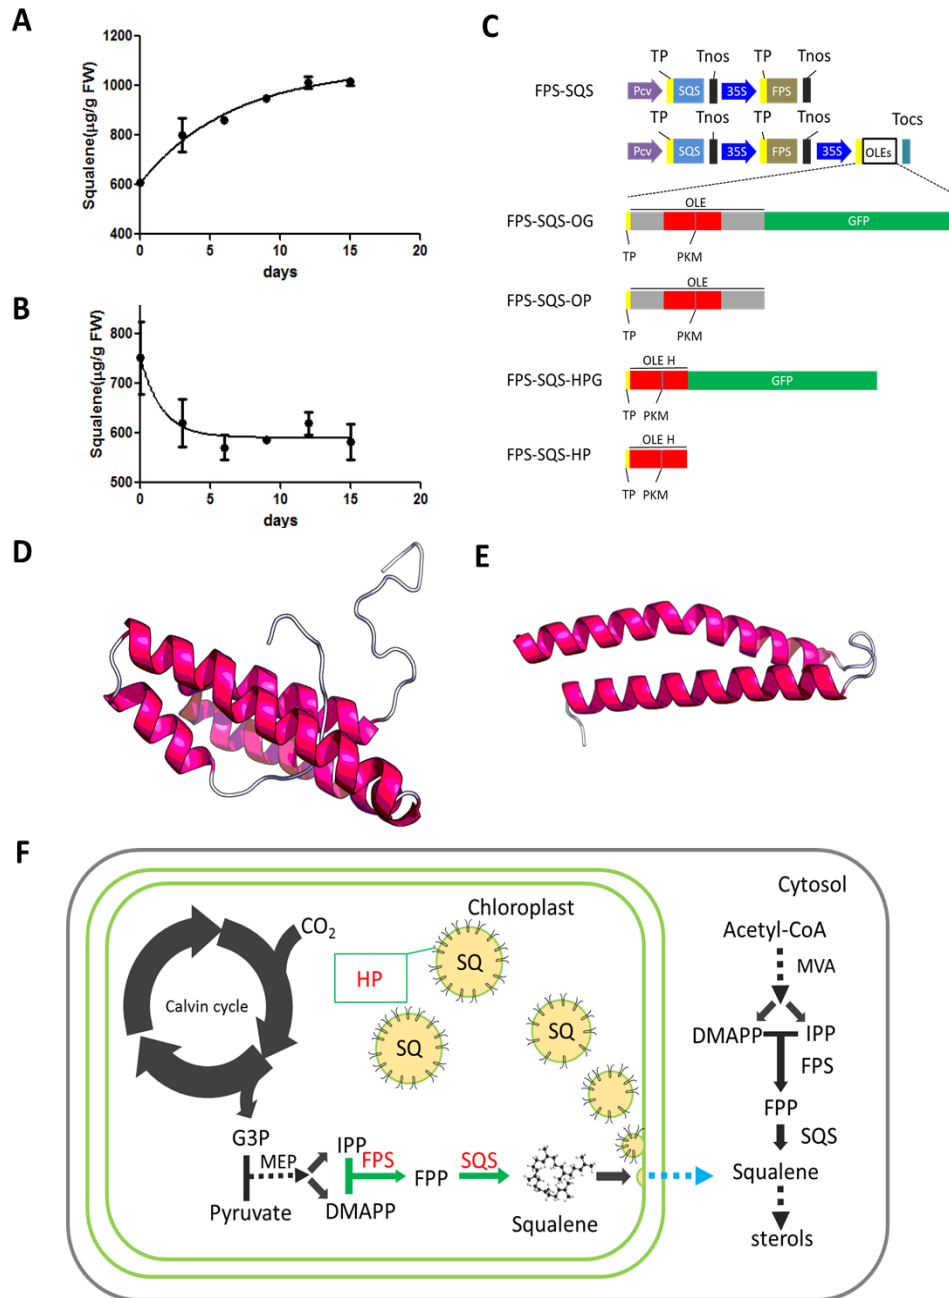 A
1200
1000
800
600
400
Squalene(µg/g FW)
0 5 10 15 20
days
B
800
700
600
500
Squalene(µg/g FW)
0 5 10 15 20
days
C
TP Tnos TP Tnos
FPS-SQS
Pcv SQS 35S FPS
TP Tnos TP Tnos Tocs
Pcv SQS 35S FPS 35S OLEs
OLE
FPS-SQS-OG
GFP
TP PKM
OLE
FPS-SQS-OP
TP PKM
OLE H
FPS-SQS-HPG
GFP
TP PKM
OLE H
FPS-SQS-HP
TP PKM
D
E
F
Cytosol
Chloroplast
CO2
Acetyl-CoA
SQ
HP
MVA
Calvin cycle
SQ
SQ
DMAPP IPP
FPS
FPP
G3P
MEP
IPP
FPS
SQS
FPP
SQS
Pyruvate
DMAPP
Squalene
Squalene
sterols